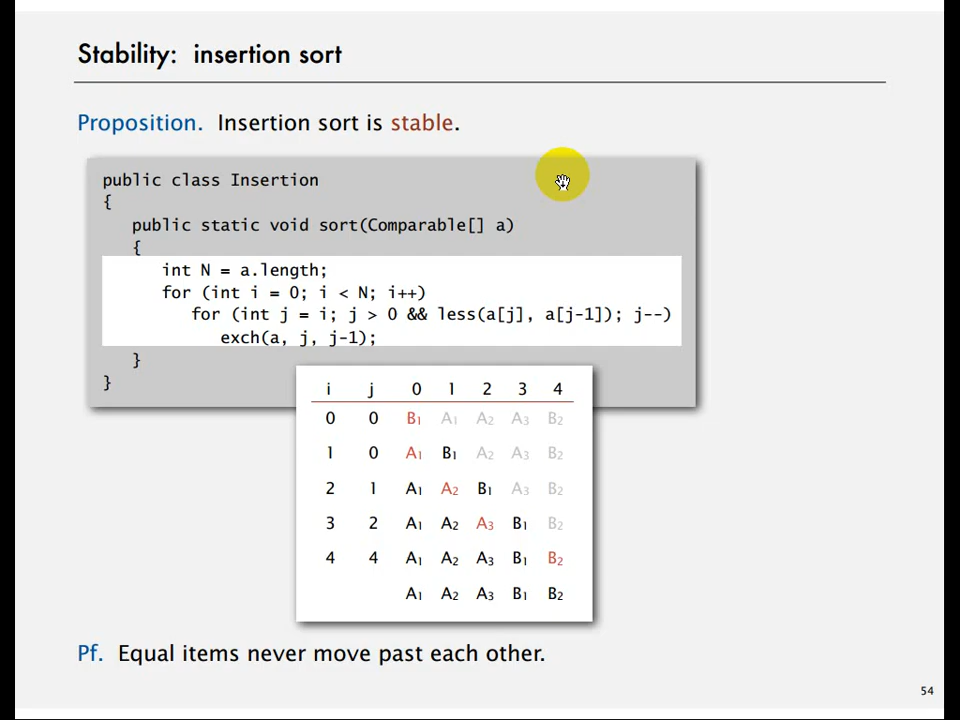 Stability: insertion sort
Proposition. Insertion sort is stable.
public class Insertion
{
public static void sort(Comparable[] a)
{
int N = a.length;
for (int i = 0; i < N; i++)
for (int j = i; j > 0 && less(a[j], a[j-1]); j--)
exch(a, j, j-1);
}
}
i j 0 1 2 3 4
0 0 B1 A1 A2 A3 B2
1 0 A1 B1 A2 A3 B2
2 1 A1 A2 B1 A3 B2
3 2 A1 A2 A3 B1 B2
4 4 A1 A2 A3 B1 B2
A1 A2 A3 B1 B2
Pf. Equal items never move past each other.
54